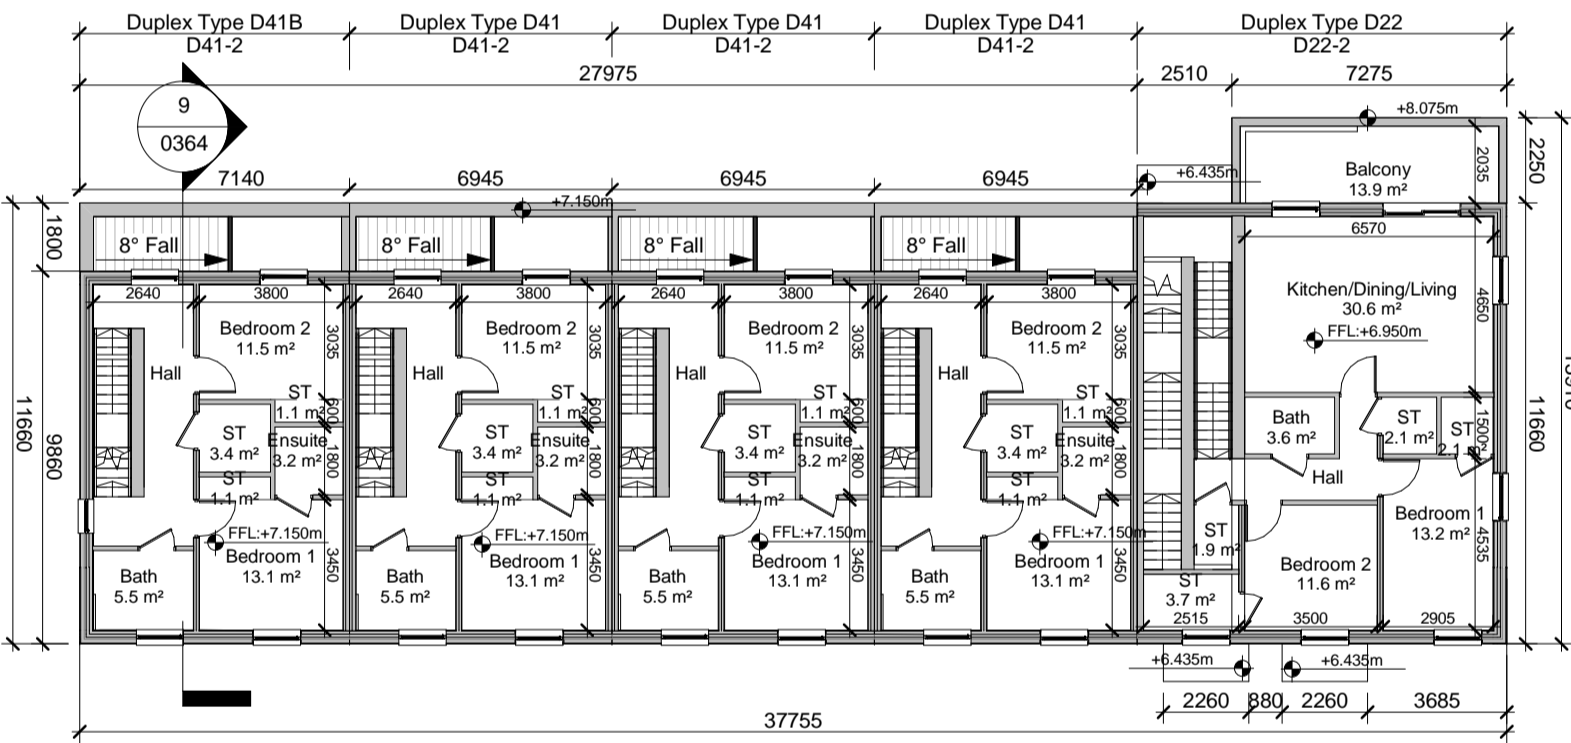 Duplex Type D41B Duplex Type D41 Duplex Type D41 Duplex Type D41 Duplex Type D22
D41-2 D41-2 D41-2 D41-2 D22-2
27975 2510 7275
9
0364
+8.075m
7140 6945 6945 6945
+7.150m
+6.435m
Balcony
13.9 m²
2035
2250
1800
8° Fall 8° Fall 8° Fall 8° Fall
6570
2640 3800 2640 3800 2640 3800 2640 3800
Kitchen/Dining/Living
30.6 m²
FFL:+6.950m
4650
Bedroom 2 Bedroom 2 Bedroom 2 Bedroom 2
11.5 m² 11.5 m² 11.5 m² 11.5 m²
3035 3035 3035 3035
Hall Hall Hall Hall
ST ST ST ST
1.1 m² 1.1 m² 1.1 m² 1.1 m²
600 600 600 600
ST ST ST ST
3.4 m² 3.4 m² 3.4 m² 3.4 m²
Ensuite Ensuite Ensuite Ensuite
3.2 m² 3.2 m² 3.2 m² 3.2 m²
1800 1800 1800 1800
ST ST ST ST
1.1 m² 1.1 m² 1.1 m² 1.1 m²
11660
9860
11660
Bath
3.6 m²
ST
2.1 m²
ST
2.1 m²
1500
Hall
FFL:+7.150m FFL:+7.150m FFL:+7.150m FFL:+7.150m
Bedroom 1 Bedroom 1 Bedroom 1 Bedroom 1
13.1 m² 13.1 m² 13.1 m² 13.1 m²
3450 3450 3450 3450
Bath Bath Bath Bath
5.5 m² 5.5 m² 5.5 m² 5.5 m²
ST
1.9 m²
Bedroom 1
13.2 m²
4535
Bedroom 2
11.6 m²
ST
3.7 m²
2515 3500 2905
+6.435m +6.435m
2260 880 2260 3685
37755